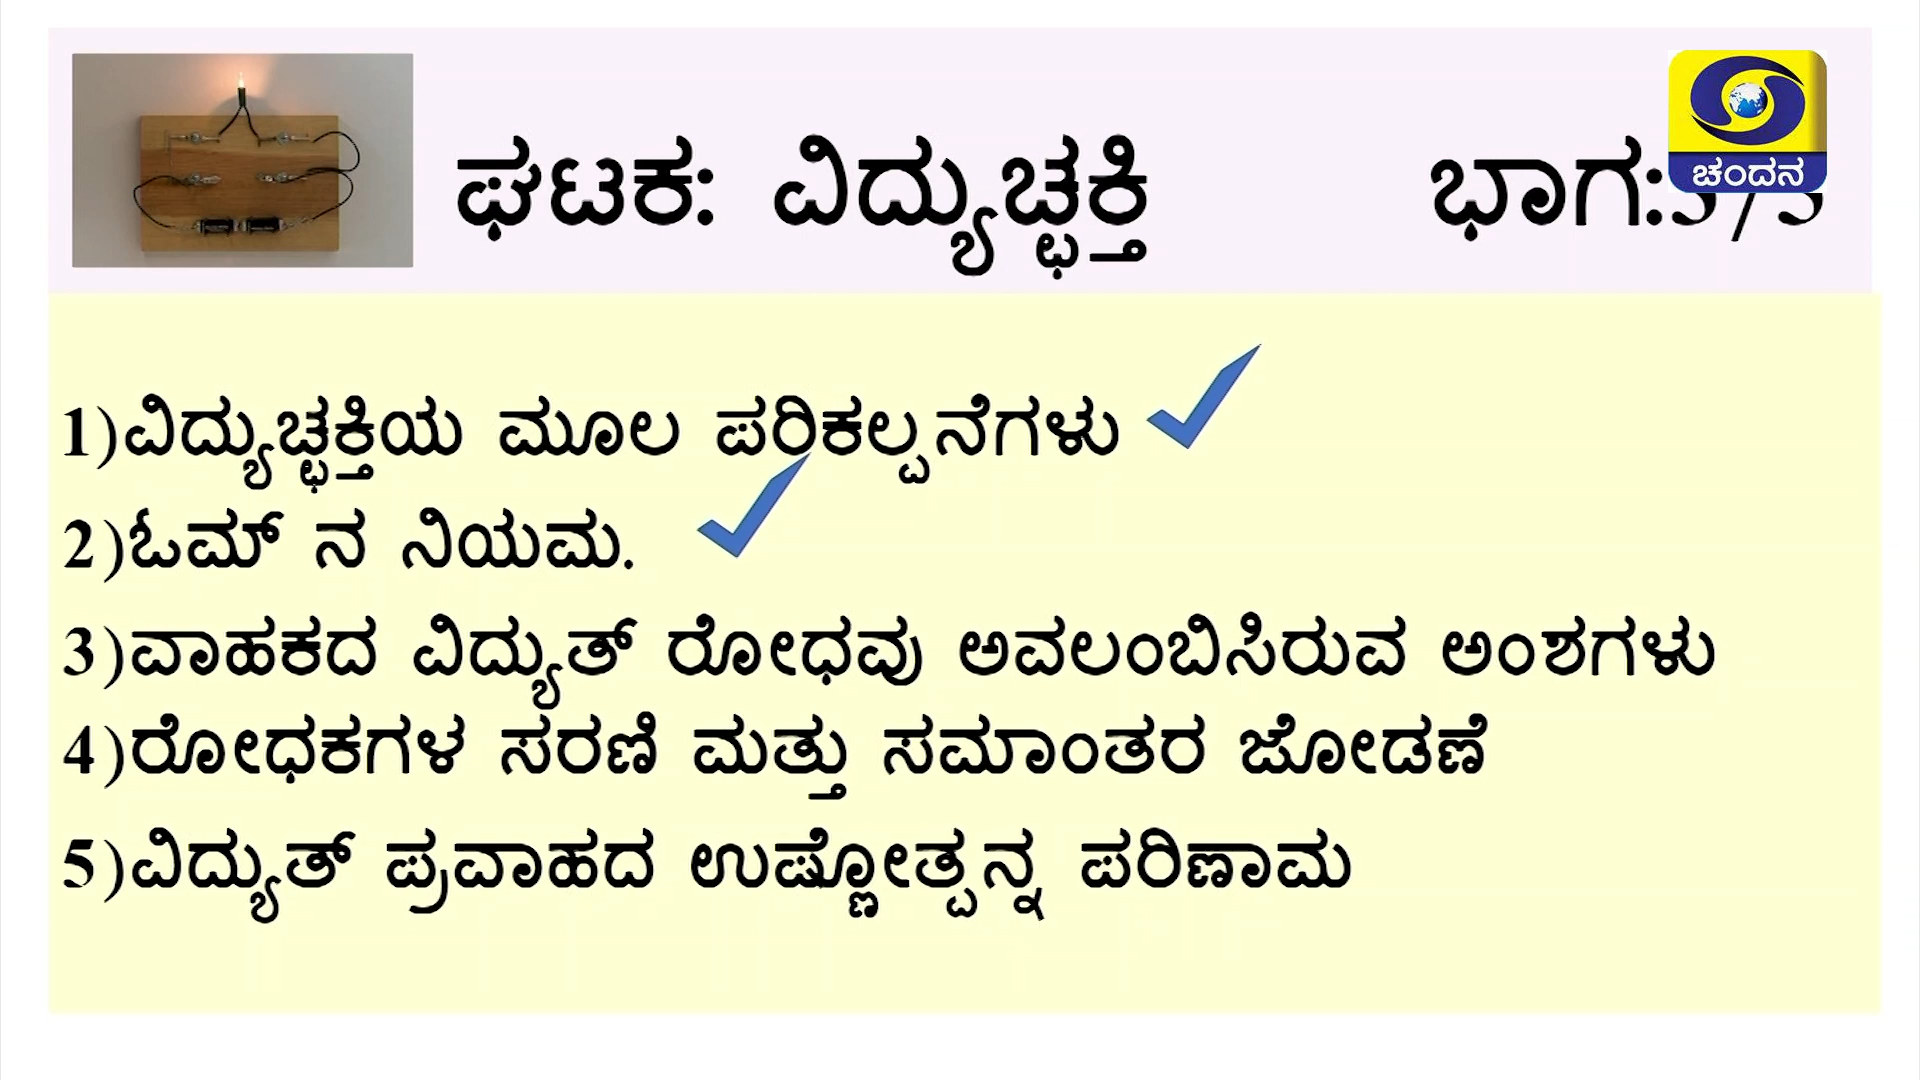 ಘಟಕ: ವಿದ್ಯುಚ್ಛಕ್ತಿ ಭಾಗ:
ಚಂದನ
1)ವಿದ್ಯುಚ್ಛಕ್ತಿಯ ಮೂಲ ಪರಿಕಲ್ಪನೆಗಳು
2)ಓಮ್ ನ ನಿಯಮ.
3)ವಾಹಕದ ವಿದ್ಯುತ್ ರೋಧವು ಅವಲಂಬಿಸಿರುವ ಅಂಶಗಳು
4)ರೋಧಕಗಳ ಸರಣಿ ಮತ್ತು ಸಮಾಂತರ ಜೋಡಣೆ
5)ವಿದ್ಯುತ್ ಪ್ರವಾಹದ ಉಷ್ಣೋತ್ಪನ್ನ ಪರಿಣಾಮ